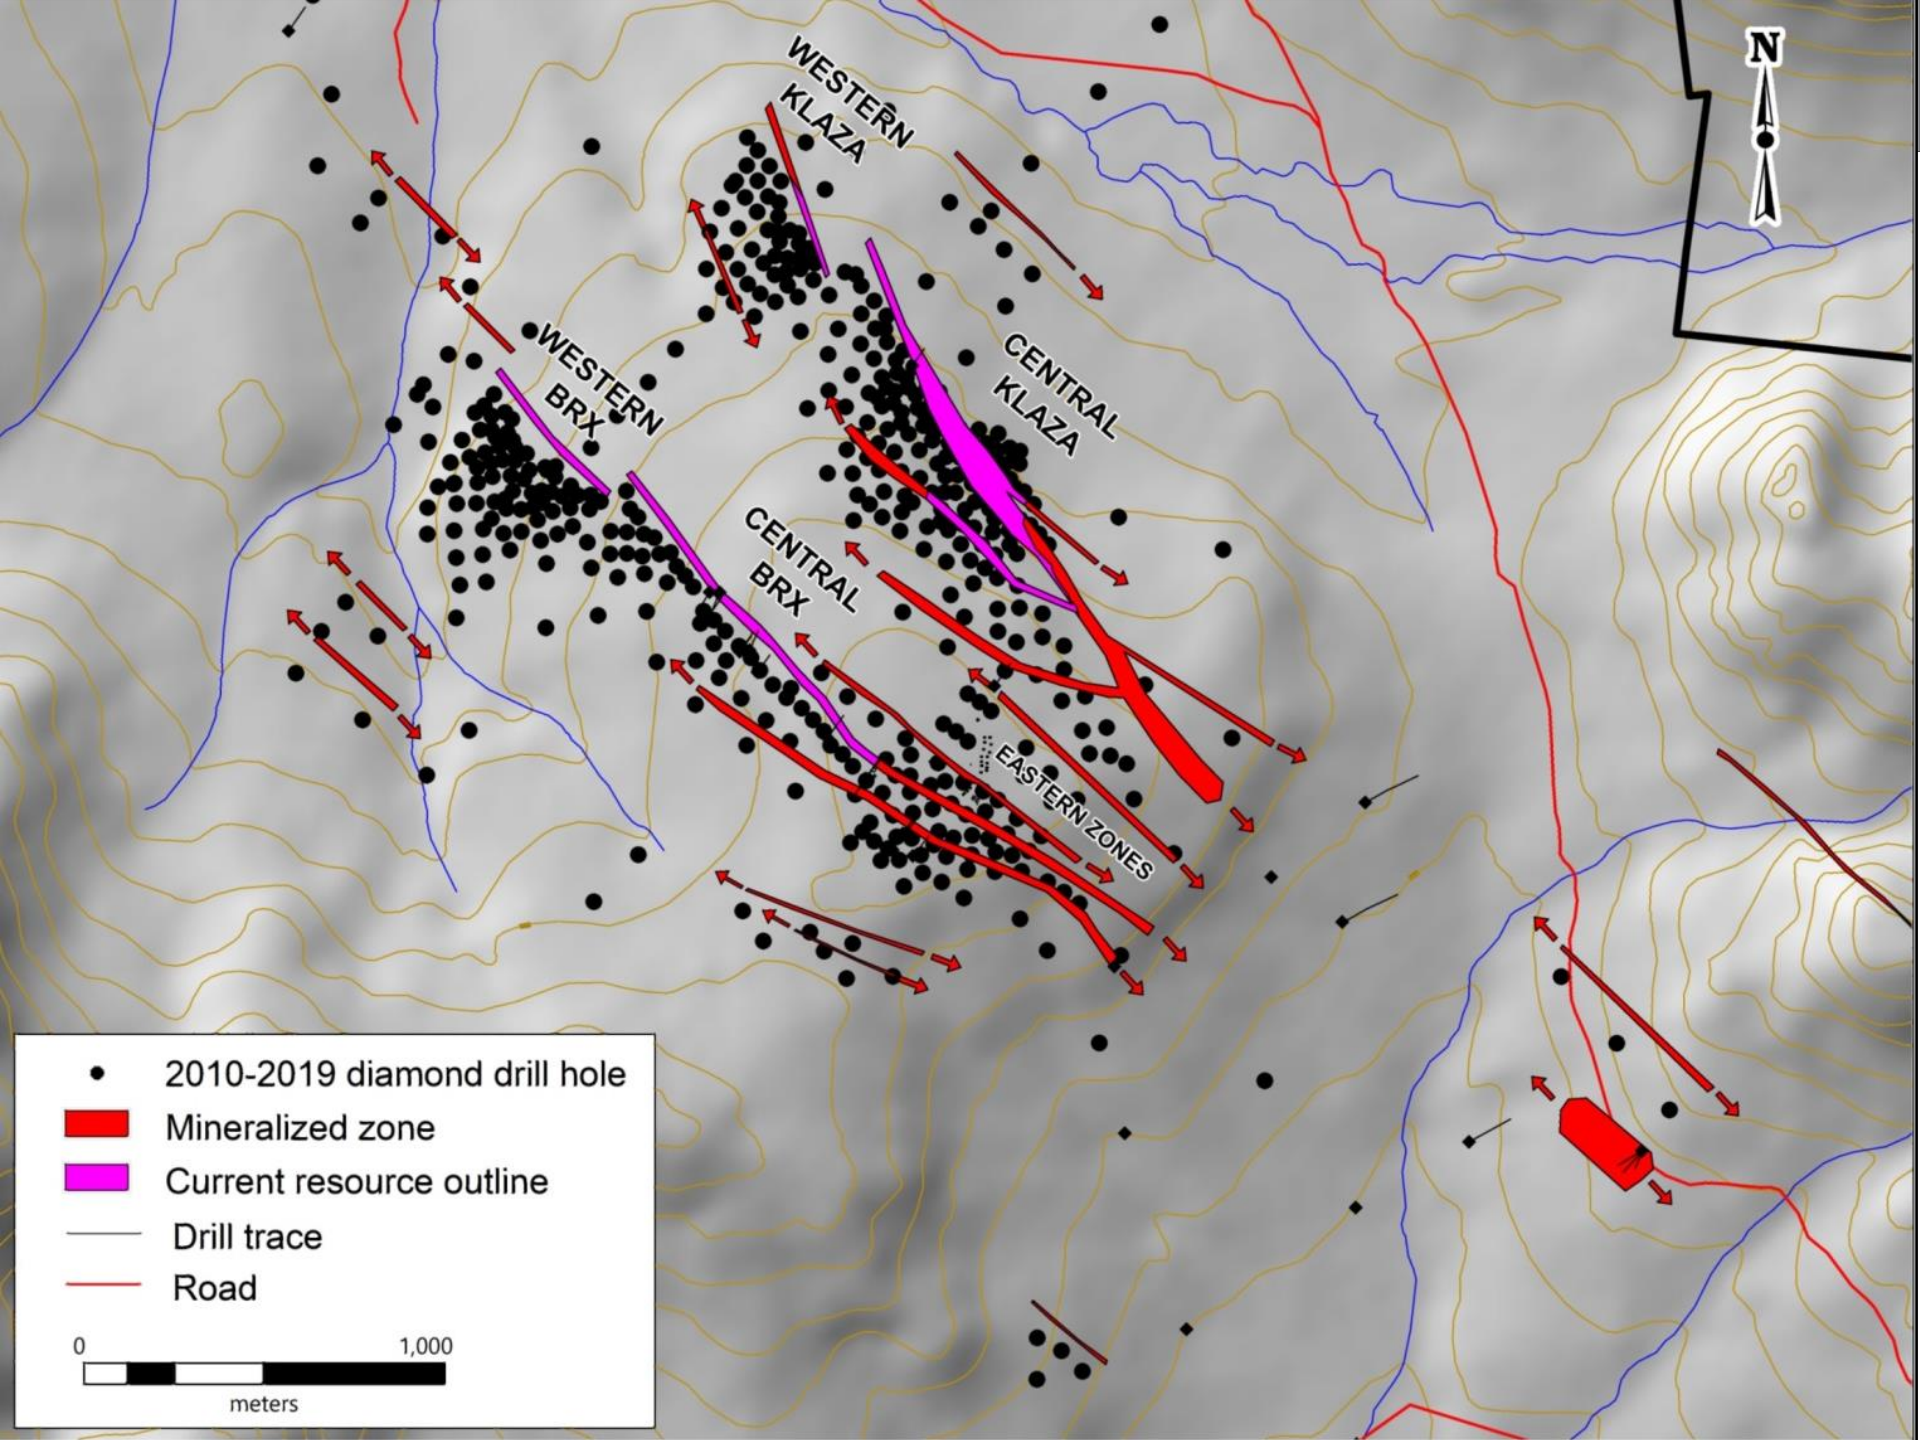 N
WESTERN
KLAZA
WESTERN
BRX
CENTRAL
KLAZA
CENTRAL
BRX
EASTERN ZONES
2010-2019 diamond drill hole
Mineralized zone
Current resource outline
Drill trace
Road
0 1,000
meters